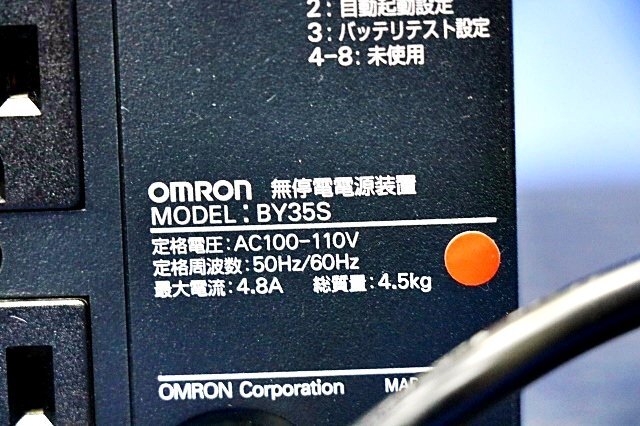 2: 自動起動設定
3: バッテリテスト設定
4-8: 未使用
OMRON 無停電電源装置
MODEL: BY35S
定格電圧: AC100-110V
定格周波数: 50Hz/60Hz
最大電流: 4.8A 総質量: 4.5kg
OMRON Corporation